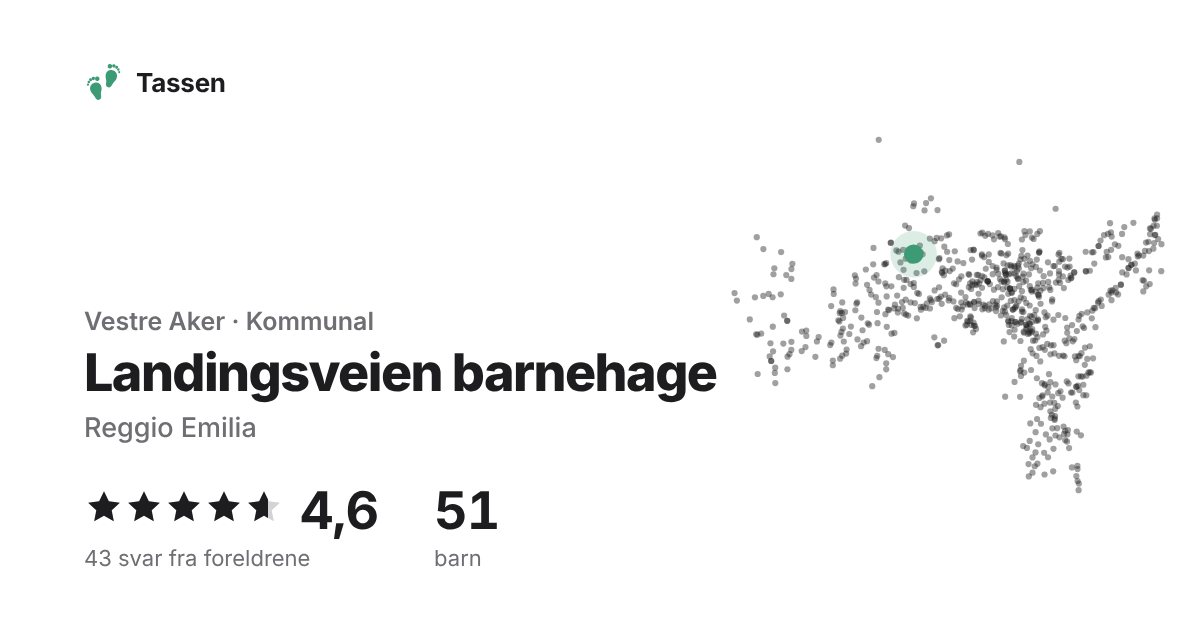 Tassen
Vestre Aker · Kommunal
Landingsveien barnehage
Reggio Emilia
4,6
43 svar fra foreldrene
51
barn